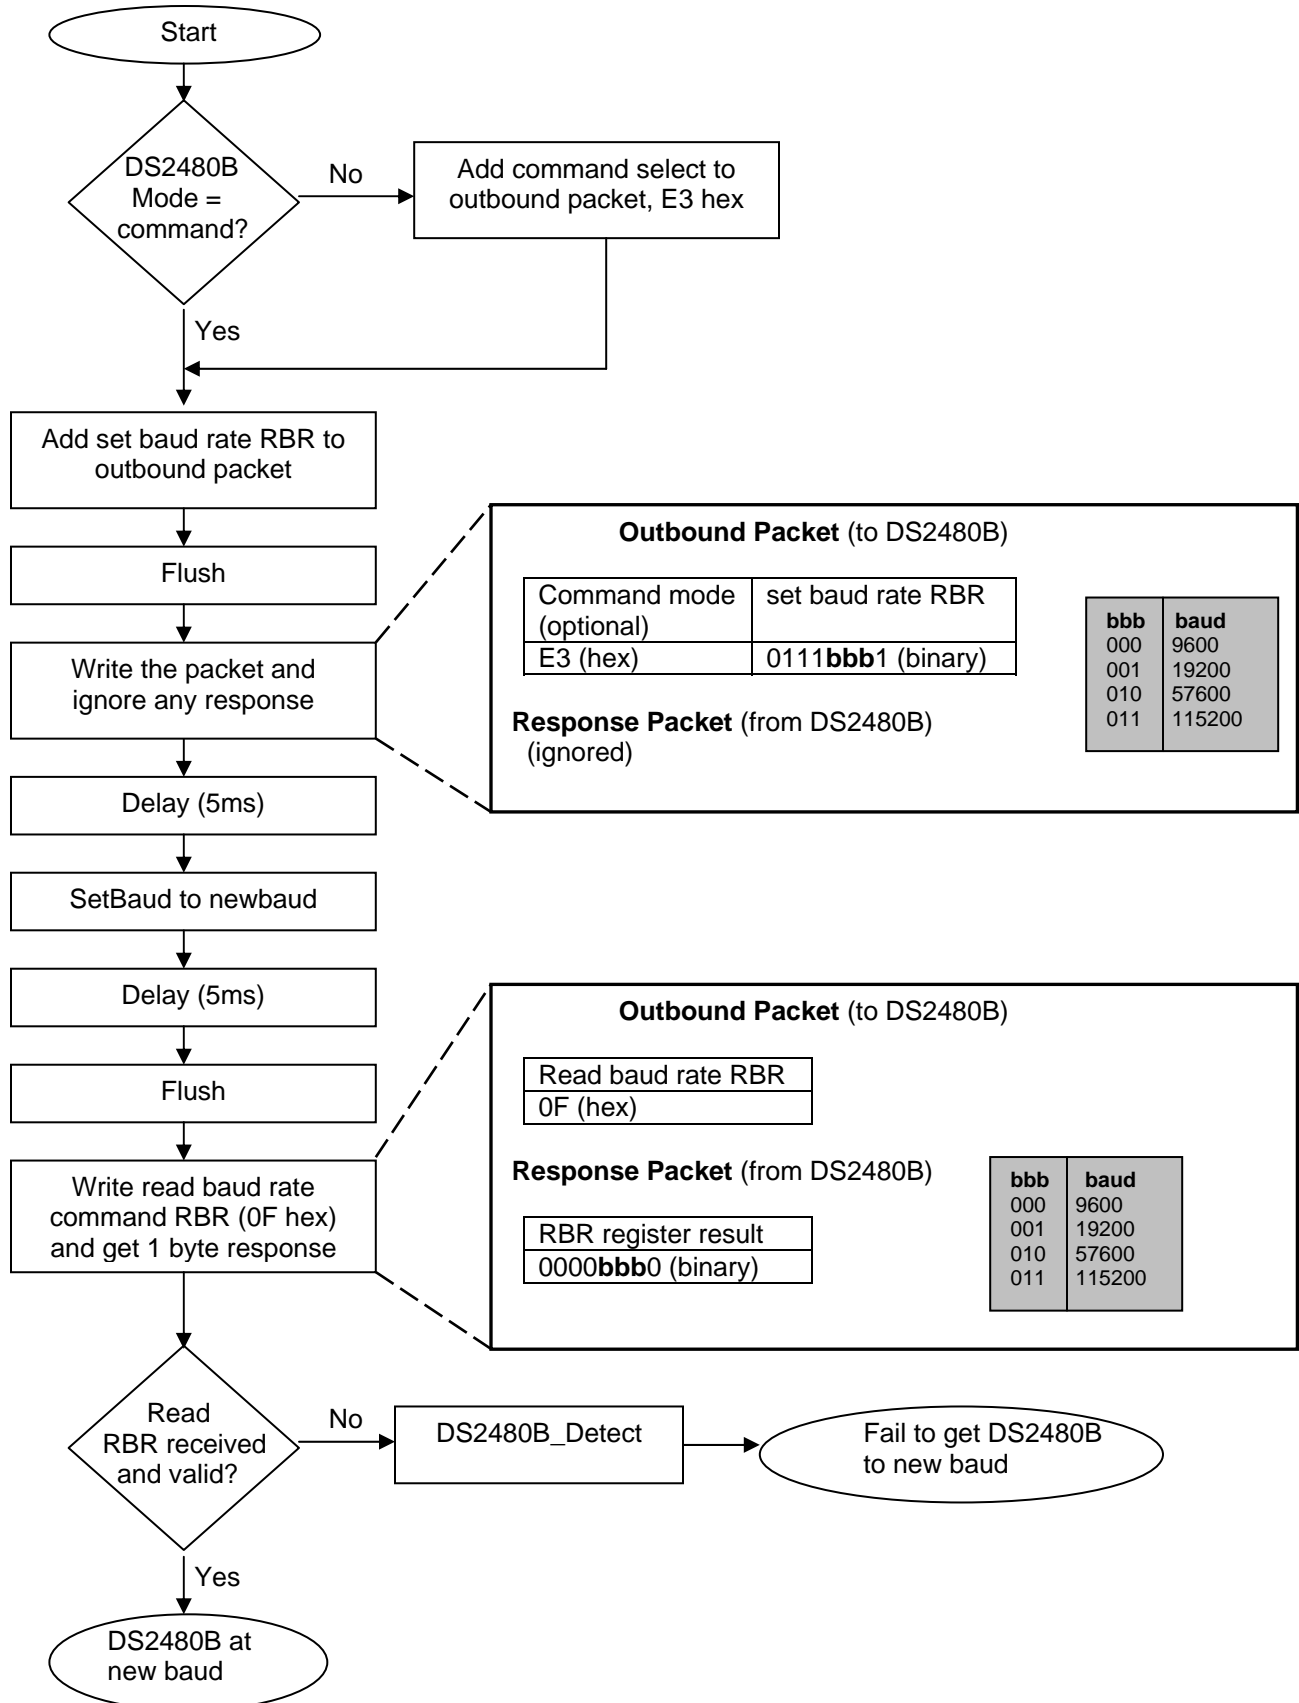 Start
DS2480B
Mode =
command?
No
Add command select to
outbound packet, E3 hex
Yes
Add set baud rate RBR to
outbound packet
Flush
Write the packet and
ignore any response
Outbound Packet (to DS2480B)
Command mode
(optional)
set baud rate RBR
E3 (hex)
0111bbb1 (binary)
bbb baud
000 9600
001 19200
010 57600
011 115200
Response Packet (from DS2480B)
(ignored)
Delay (5ms)
SetBaud to newbaud
Delay (5ms)
Flush
Write read baud rate
command RBR (0F hex)
and get 1 byte response
Outbound Packet (to DS2480B)
Read baud rate RBR
0F (hex)
Response Packet (from DS2480B)
RBR register result
0000bbb0 (binary)
bbb baud
000 9600
001 19200
010 57600
011 115200
Read
RBR received
and valid?
No
DS2480B_Detect
Fail to get DS2480B
to new baud
Yes
DS2480B at
new baud